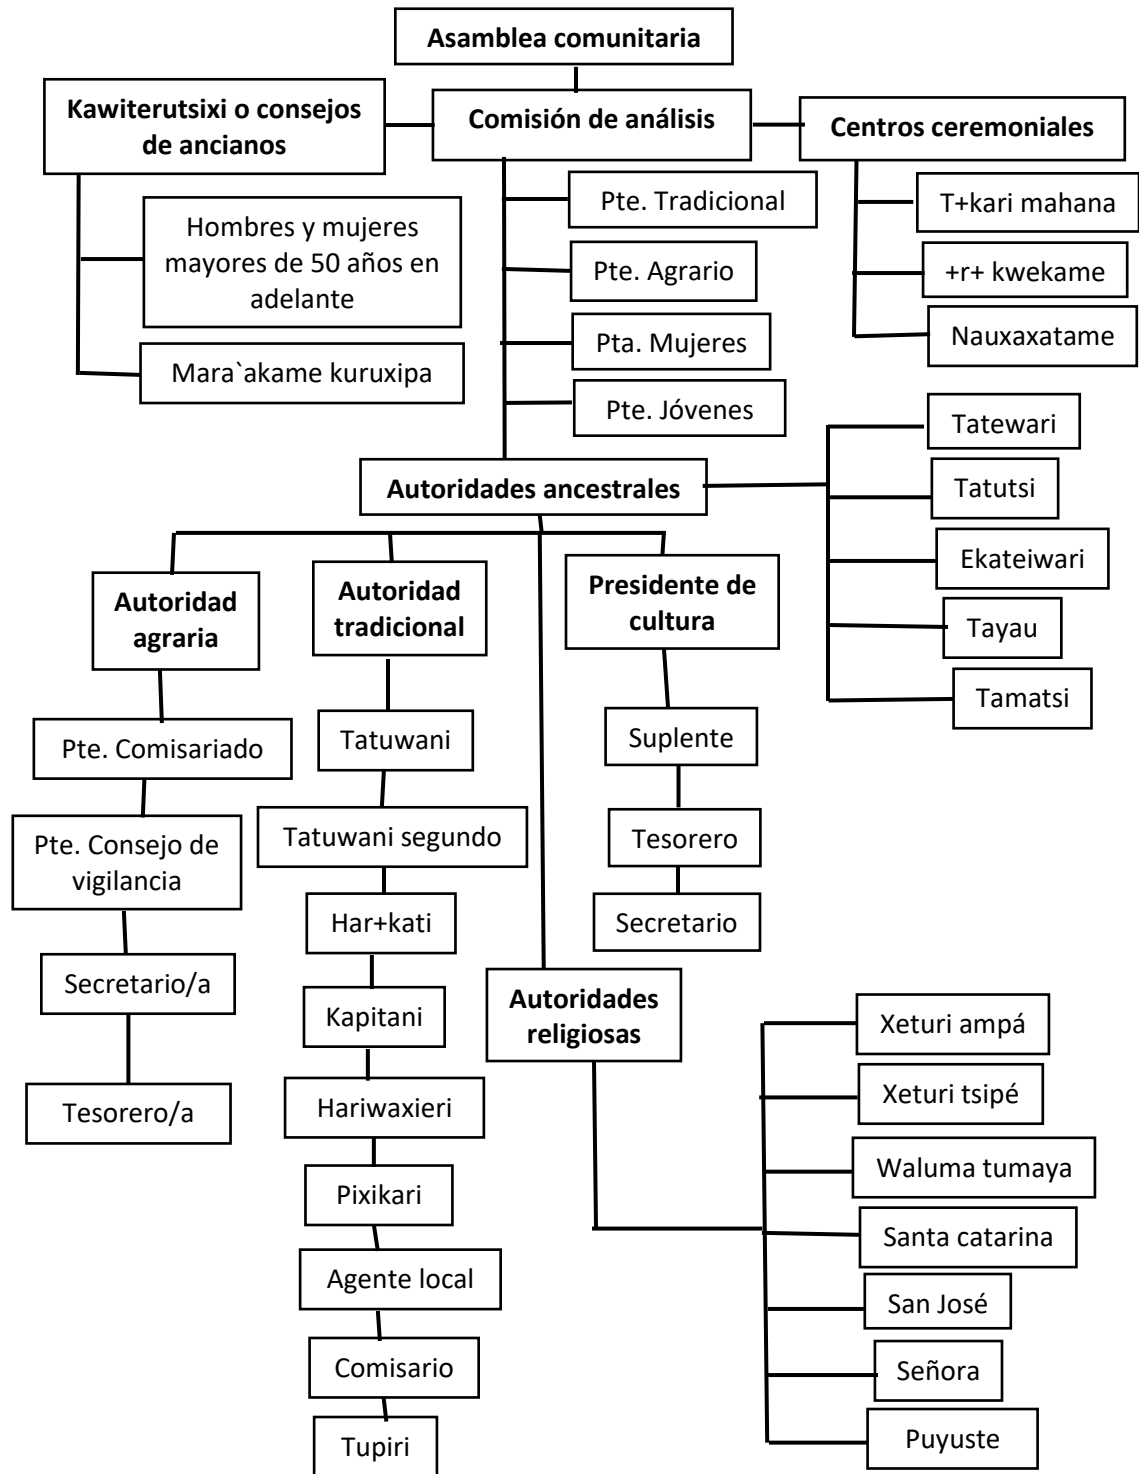 Asamblea comunitaria
Kawiterutsixi o consejos
de ancianos
Comisión de análisis
Centros ceremoniales
Hombres y mujeres
mayores de 50 años en
adelante
Mara`akame kuruxipa
Pte. Tradicional
Pte. Agrario
Pta. Mujeres
Pte. Jóvenes
T+kari mahana
+r+ kwekame
Nauxaxatame
Autoridades ancestrales
Tatewari
Tatutsi
Ekateiwari
Tayau
Tamatsi
Autoridad
agraria
Pte. Comisariado
Pte. Consejo de
vigilancia
Secretario/a
Tesorero/a
Autoridad
tradicional
Tatuwani
Tatuwani segundo
Har+kati
Kapitani
Hariwaxieri
Pixikari
Agente local
Comisario
Tupiri
Presidente de
cultura
Suplente
Tesorero
Secretario
Autoridades
religiosas
Xeturi ampá
Xeturi tsipé
Waluma tumaya
Santa catarina
San José
Señora
Puyuste